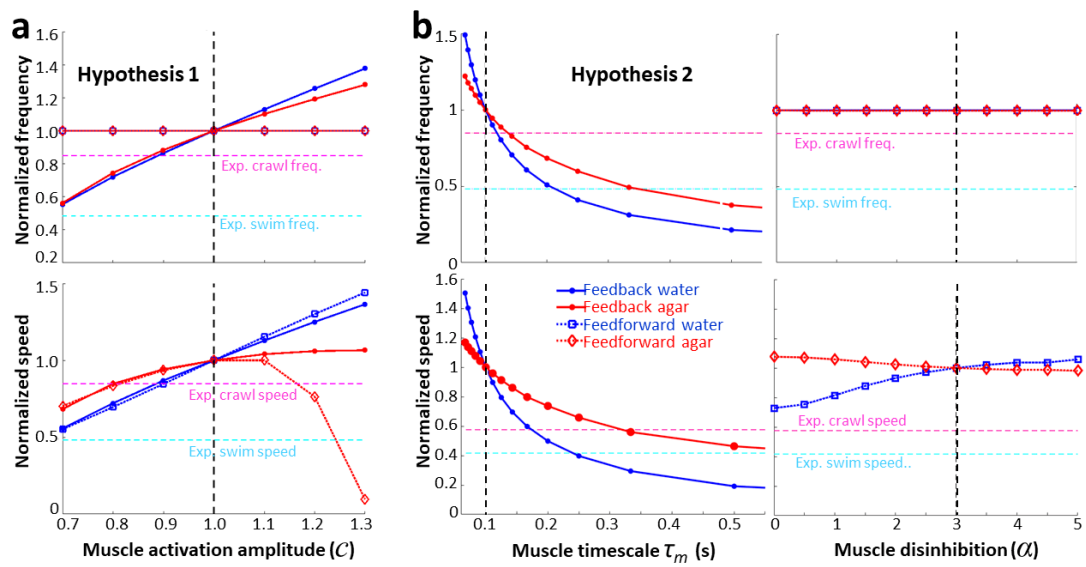 a
b
Normalized frequency
1.6
1.4
1.2
1.0
0.8
0.6
0.4
0.2
Hypothesis 1
Exp. crawl freq.
Exp. swim freq.
Normalized frequency
1.5
1
0.5
0
Hypothesis 2
Exp. crawl freq.
Exp. swim freq.
Normalized speed
1.5
1.0
0.5
0
Exp. crawl speed
Exp. swim speed
0.7 0.8 0.9 1.0 1.1 1.2 1.3
Muscle activation amplitude (C)
Normalized speed
1.6
1.4
1.2
1.0
0.8
0.6
0.4
0.2
0
Feedback water
Feedback agar
Feedforward water
Feedforward agar
0.1 0.2 0.3 0.4 0.5
Muscle timescale τm (s)
Exp. crawl speed
Exp. swim speed..
0 1 2 3 4 5
Muscle disinhibition (α)